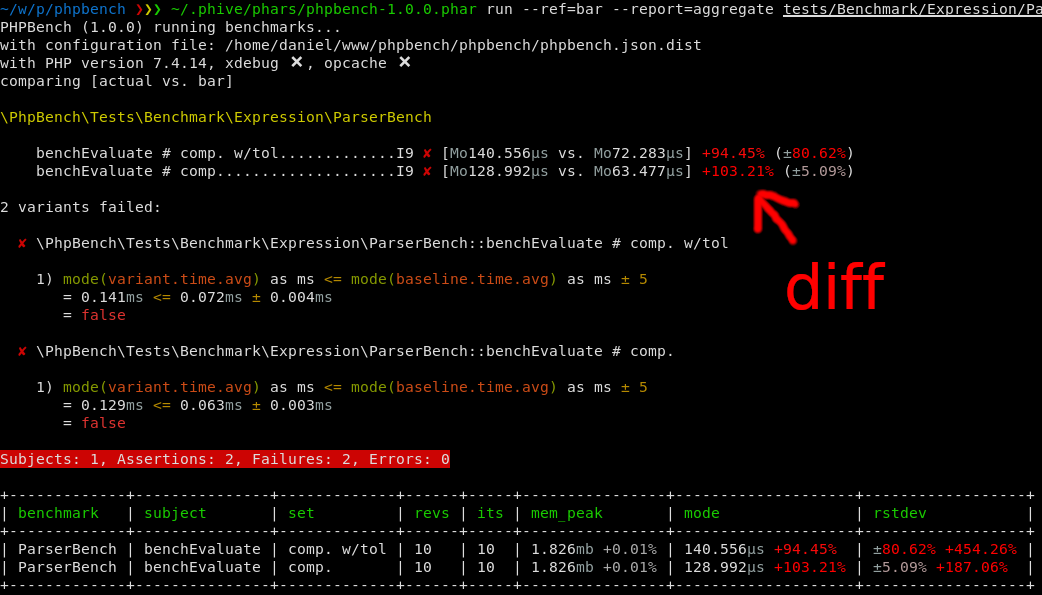 ~/w/p/phpbench ❯❯❯ ~/.phive/phars/phpbench-1.0.0.phar run --ref=bar --report=aggregate tests/Benchmark/Expression/Pa
PHPBench (1.0.0) running benchmarks...
with configuration file: /home/daniel/www/phpbench/phpbench/phpbench.json.dist
with PHP version 7.4.14, xdebug ❌, opcache ❌
comparing [actual vs. bar]
\PhpBench\Tests\Benchmark\Expression\ParserBench
benchEvaluate # comp. w/tol.............I9 ✘ [Mo140.556μs vs. Mo72.283μs] +94.45% (±80.62%)
benchEvaluate # comp....................I9 ✘ [Mo128.992μs vs. Mo63.477μs] +103.21% (±5.09%)
diff
2 variants failed:
✘ \PhpBench\Tests\Benchmark\Expression\ParserBench::benchEvaluate # comp. w/tol
1) mode(variant.time.avg) as ms <= mode(baseline.time.avg) as ms ± 5
= 0.141ms <= 0.072ms ± 0.004ms
= false
✘ \PhpBench\Tests\Benchmark\Expression\ParserBench::benchEvaluate # comp.
1) mode(variant.time.avg) as ms <= mode(baseline.time.avg) as ms ± 5
= 0.129ms <= 0.063ms ± 0.003ms
= false
Subjects: 1, Assertions: 2, Failures: 2, Errors: 0
+-------------+---------------+-------------+------+-----+----------------+--------------------+------------------+
| benchmark   | subject       | set         | revs | its | mem_peak       | mode               | rstdev           |
+-------------+---------------+-------------+------+-----+----------------+--------------------+------------------+
| ParserBench | benchEvaluate | comp. w/tol | 10   | 10  | 1.826mb +0.01% | 140.556μs +94.45%  | ±80.62% +454.26% |
| ParserBench | benchEvaluate | comp.       | 10   | 10  | 1.826mb +0.01% | 128.992μs +103.21% | ±5.09% +187.06%  |
+-------------+---------------+-------------+------+-----+----------------+--------------------+------------------+